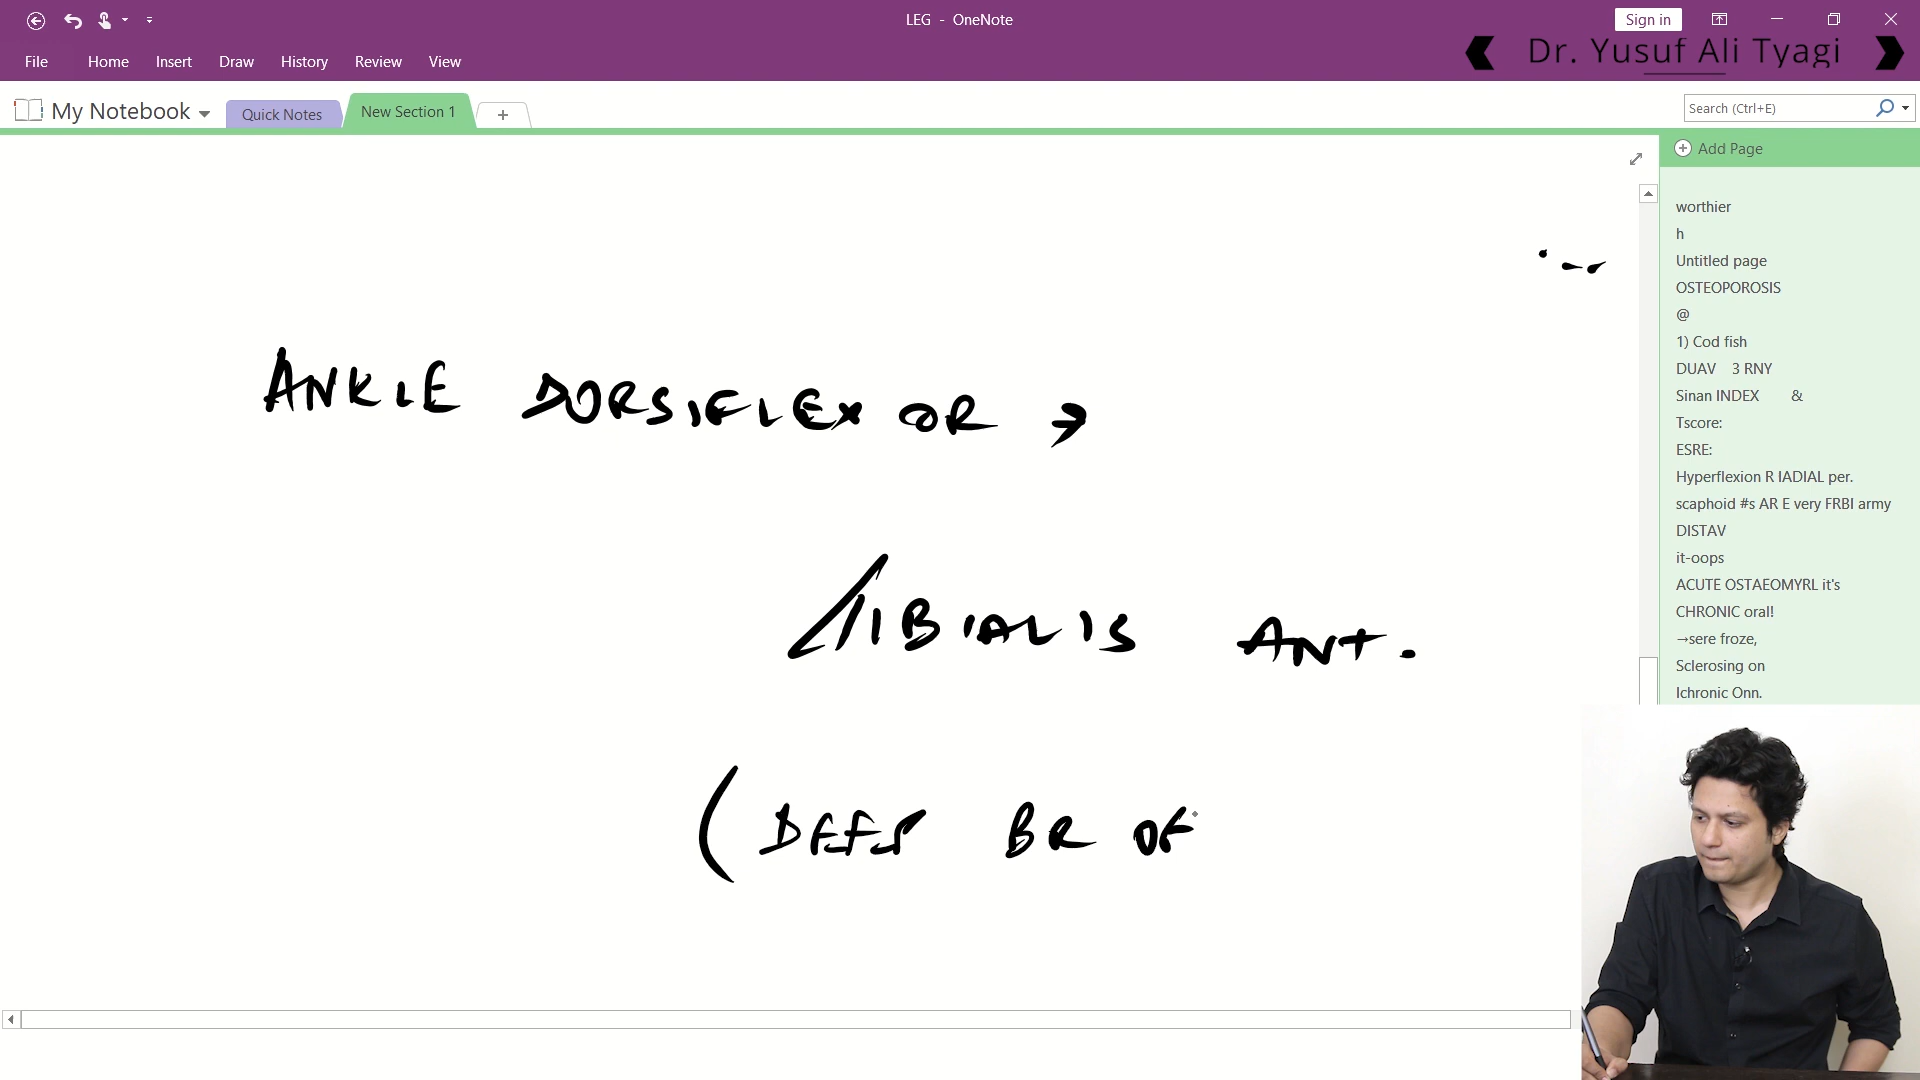 LEG - OneNote
Sign in
File Home Insert Draw History Review View
Dr. Yusuf Ali Tyagi
My Notebook Quick Notes New Section 1 +
Search (Ctrl+E)
Add Page
worthier
h
Untitled page
OSTEOPOROSIS
@
1) Cod fish
DUAV 3 RNY
Sinan INDEX &
Tscore:
ESRE:
Hyperflexion R IADIAL per.
scaphoid #s AR E very FRBI army
DISTAV
it-oops
ACUTE OSTAEOMYRL it's
CHRONIC oral!
→sere froze,
Sclerosing on
Ichronic Onn.
ANKLE DORSIFLEXOR →
TIBIALIS ANT.
(DEEP BR OF